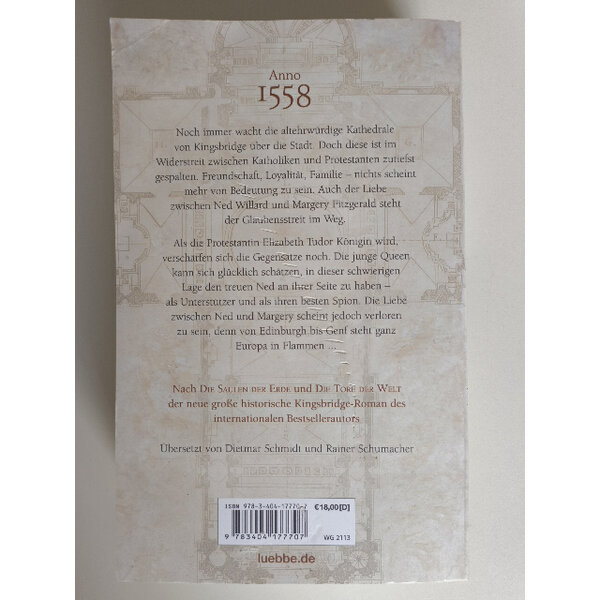 Anno
1558
Noch immer wacht die altehrwürdige Kathedrale
von Kingsbridge über die Stadt. Doch diese ist im
Widerstreit zwischen Katholiken und Protestanten zutiefst
gespalten. Freundschaft, Loyalität, Familie – nichts scheint
mehr von Bedeutung zu sein. Auch der Liebe
zwischen Ned Willard und Margery Fitzgerald steht
der Glaubensstreit im Weg.
Als die Protestantin Elizabeth Tudor Königin wird,
verschärfen sich die Gegensätze noch. Die junge Queen
kann sich glücklich schätzen, in dieser schwierigen
Lage den treuen Ned an ihrer Seite zu haben –
als Unterstützer und als ihren besten Spion. Die Liebe
zwischen Ned und Margery scheint jedoch verloren
zu sein, denn von Edinburgh bis Genf steht ganz
Europa in Flammen ...
Nach Die Säulen der Erde und Die Tore der Welt
der neue große historische Kingsbridge-Roman des
internationalen Bestsellerautors
Übersetzt von Dietmar Schmidt und Rainer Schumacher
ISBN 978-3-404-17770-7 €18,00[D]
9 783404 177707 WG 2113
luebbe.de